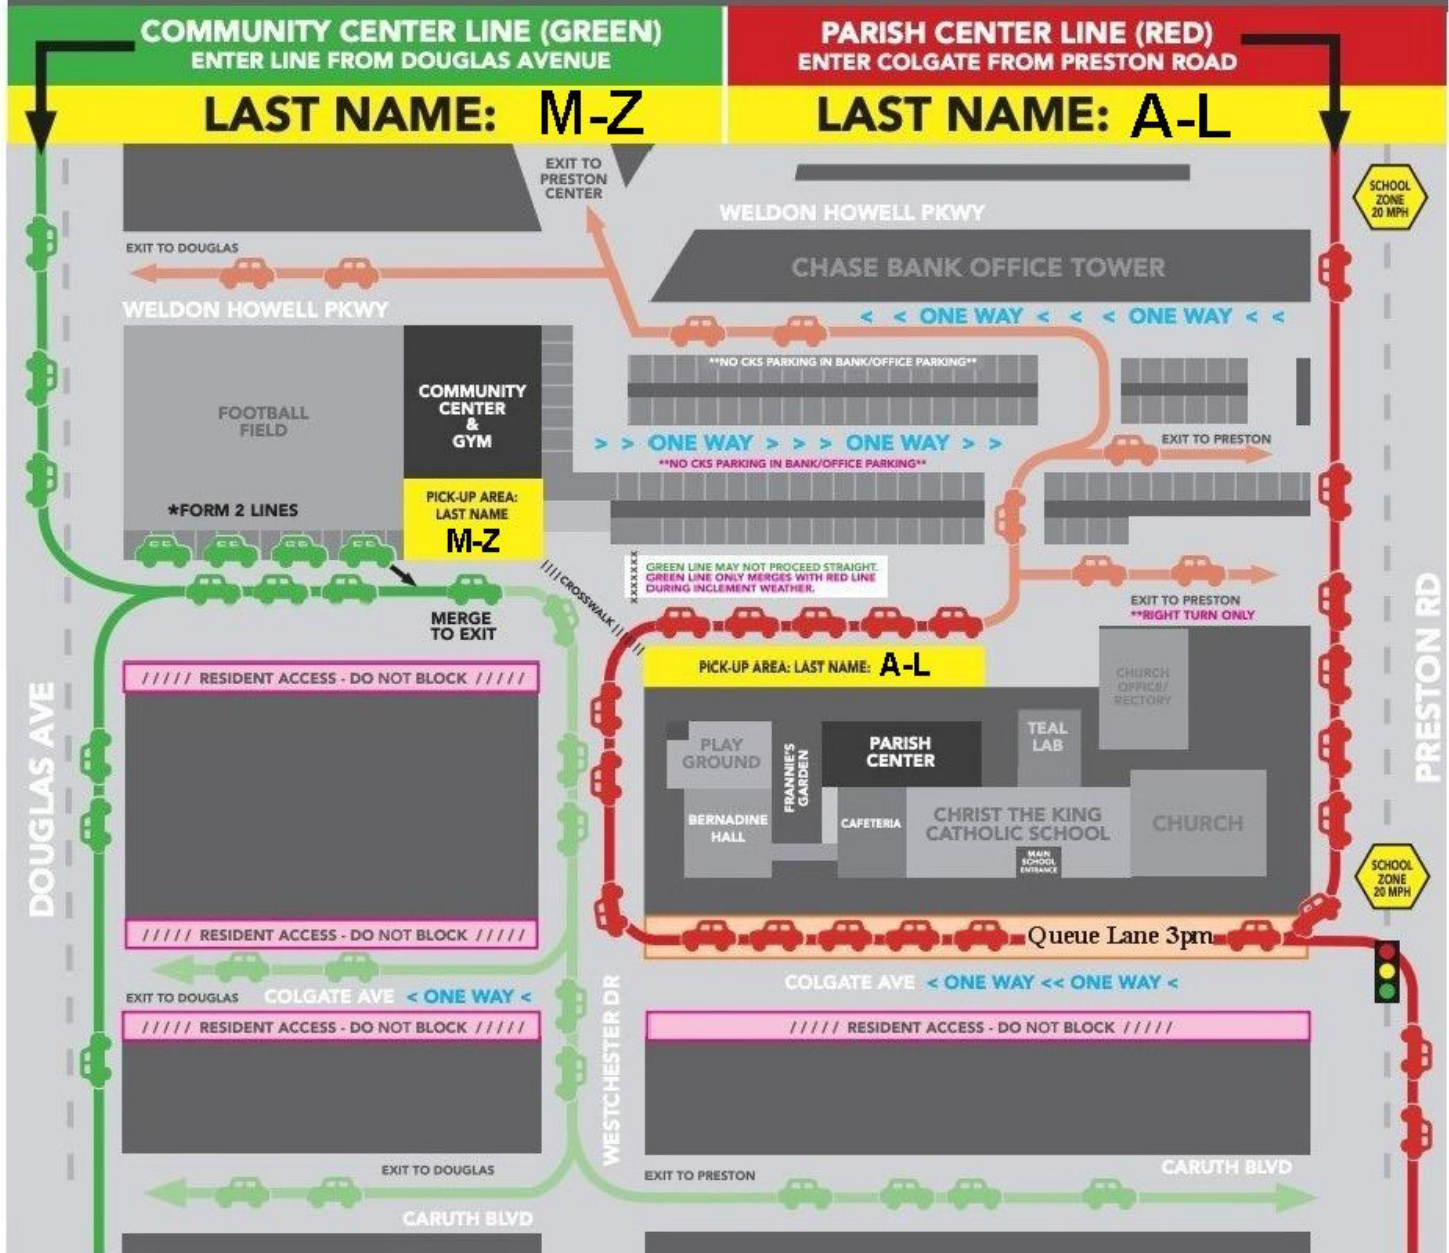 COMMUNITY CENTER LINE (GREEN)
ENTER LINE FROM DOUGLAS AVENUE
LAST NAME: M-Z
PARISH CENTER LINE (RED)
ENTER COLGATE FROM PRESTON ROAD
LAST NAME: A-L
EXIT TO
PRESTON
CENTER
SCHOOL
ZONE
20 MPH
WELDON HOWELL PKWY
EXIT TO DOUGLAS
CHASE BANK OFFICE TOWER
WELDON HOWELL PKWY
< < ONE WAY < < < ONE WAY < <
**NO CKS PARKING IN BANK/OFFICE PARKING**
FOOTBALL
FIELD
COMMUNITY
CENTER
&
GYM
> > ONE WAY > > > ONE WAY > >
**NO CKS PARKING IN BANK/OFFICE PARKING**
EXIT TO PRESTON
*FORM 2 LINES
PICK-UP AREA:
LAST NAME
M-Z
MERGE
TO EXIT
CROSSWALK
XXXXXXX
GREEN LINE MAY NOT PROCEED STRAIGHT.
GREEN LINE ONLY MERGES WITH RED LINE
DURING INCLEMENT WEATHER.
EXIT TO PRESTON
**RIGHT TURN ONLY
PICK-UP AREA: LAST NAME: A-L
///// RESIDENT ACCESS - DO NOT BLOCK /////
CHURCH
OFFICE/
RECTORY
PLAY
GROUND
FRANNIE'S
GARDEN
PARISH
CENTER
TEAL
LAB
BERNADINE
HALL
CAFETERIA
CHRIST THE KING
CATHOLIC SCHOOL
MAIN
SCHOOL
ENTRANCE
CHURCH
DOUGLAS AVE
PRESTON RD
SCHOOL
ZONE
20 MPH
///// RESIDENT ACCESS - DO NOT BLOCK /////
Queue Lane 3pm
EXIT TO DOUGLAS
COLGATE AVE < ONE WAY <
COLGATE AVE < ONE WAY << ONE WAY <
///// RESIDENT ACCESS - DO NOT BLOCK /////
///// RESIDENT ACCESS - DO NOT BLOCK /////
WESTCHESTER DR
EXIT TO DOUGLAS
EXIT TO PRESTON
CARUTH BLVD
CARUTH BLVD